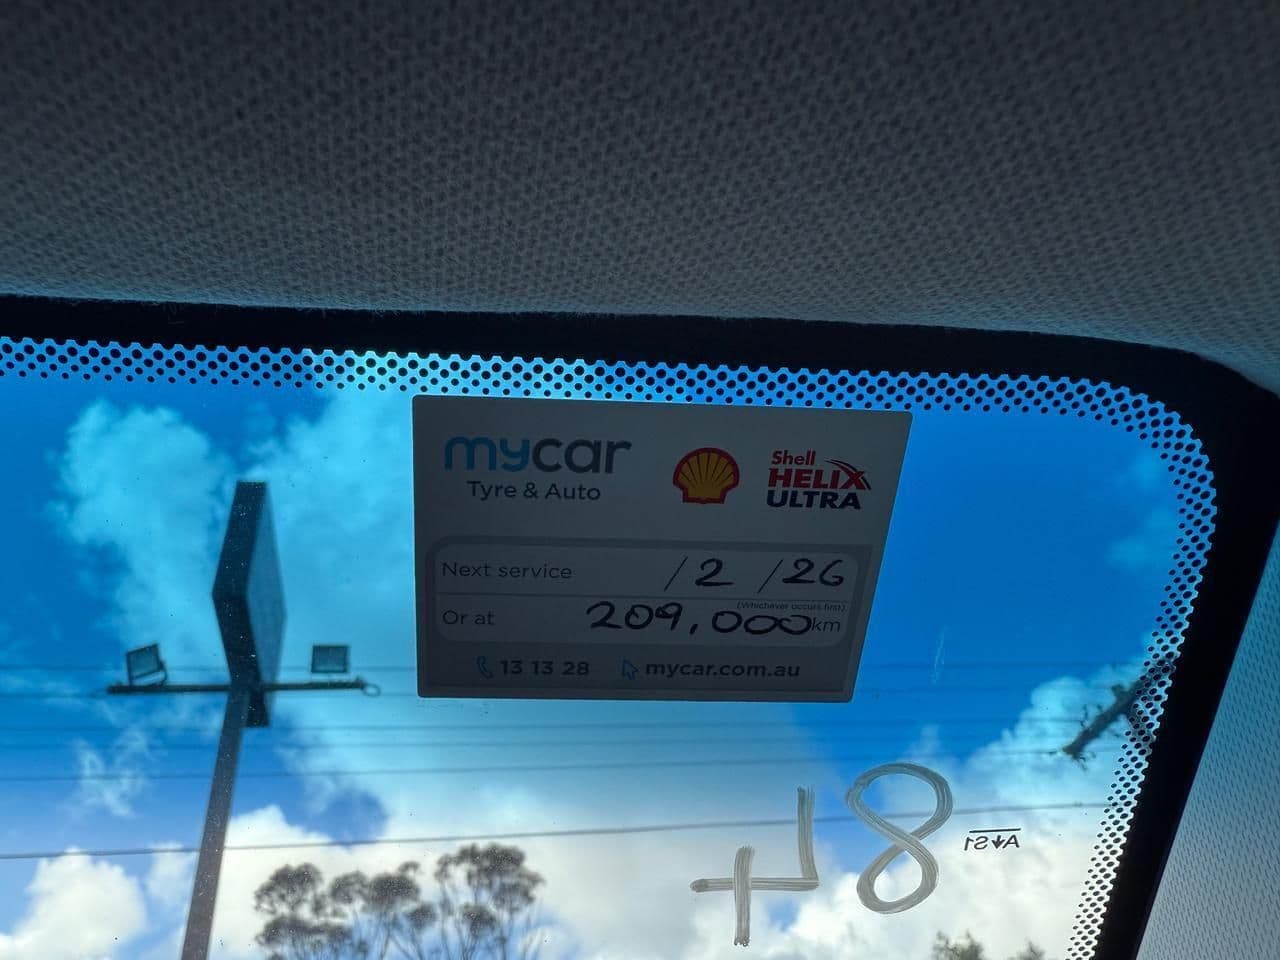 mycar
Tyre & Auto
Shell
HELIX
ULTRA
Next service /2 /26
(Whichever occurs first)
Or at 209,000km
13 13 28 mycar.com.au